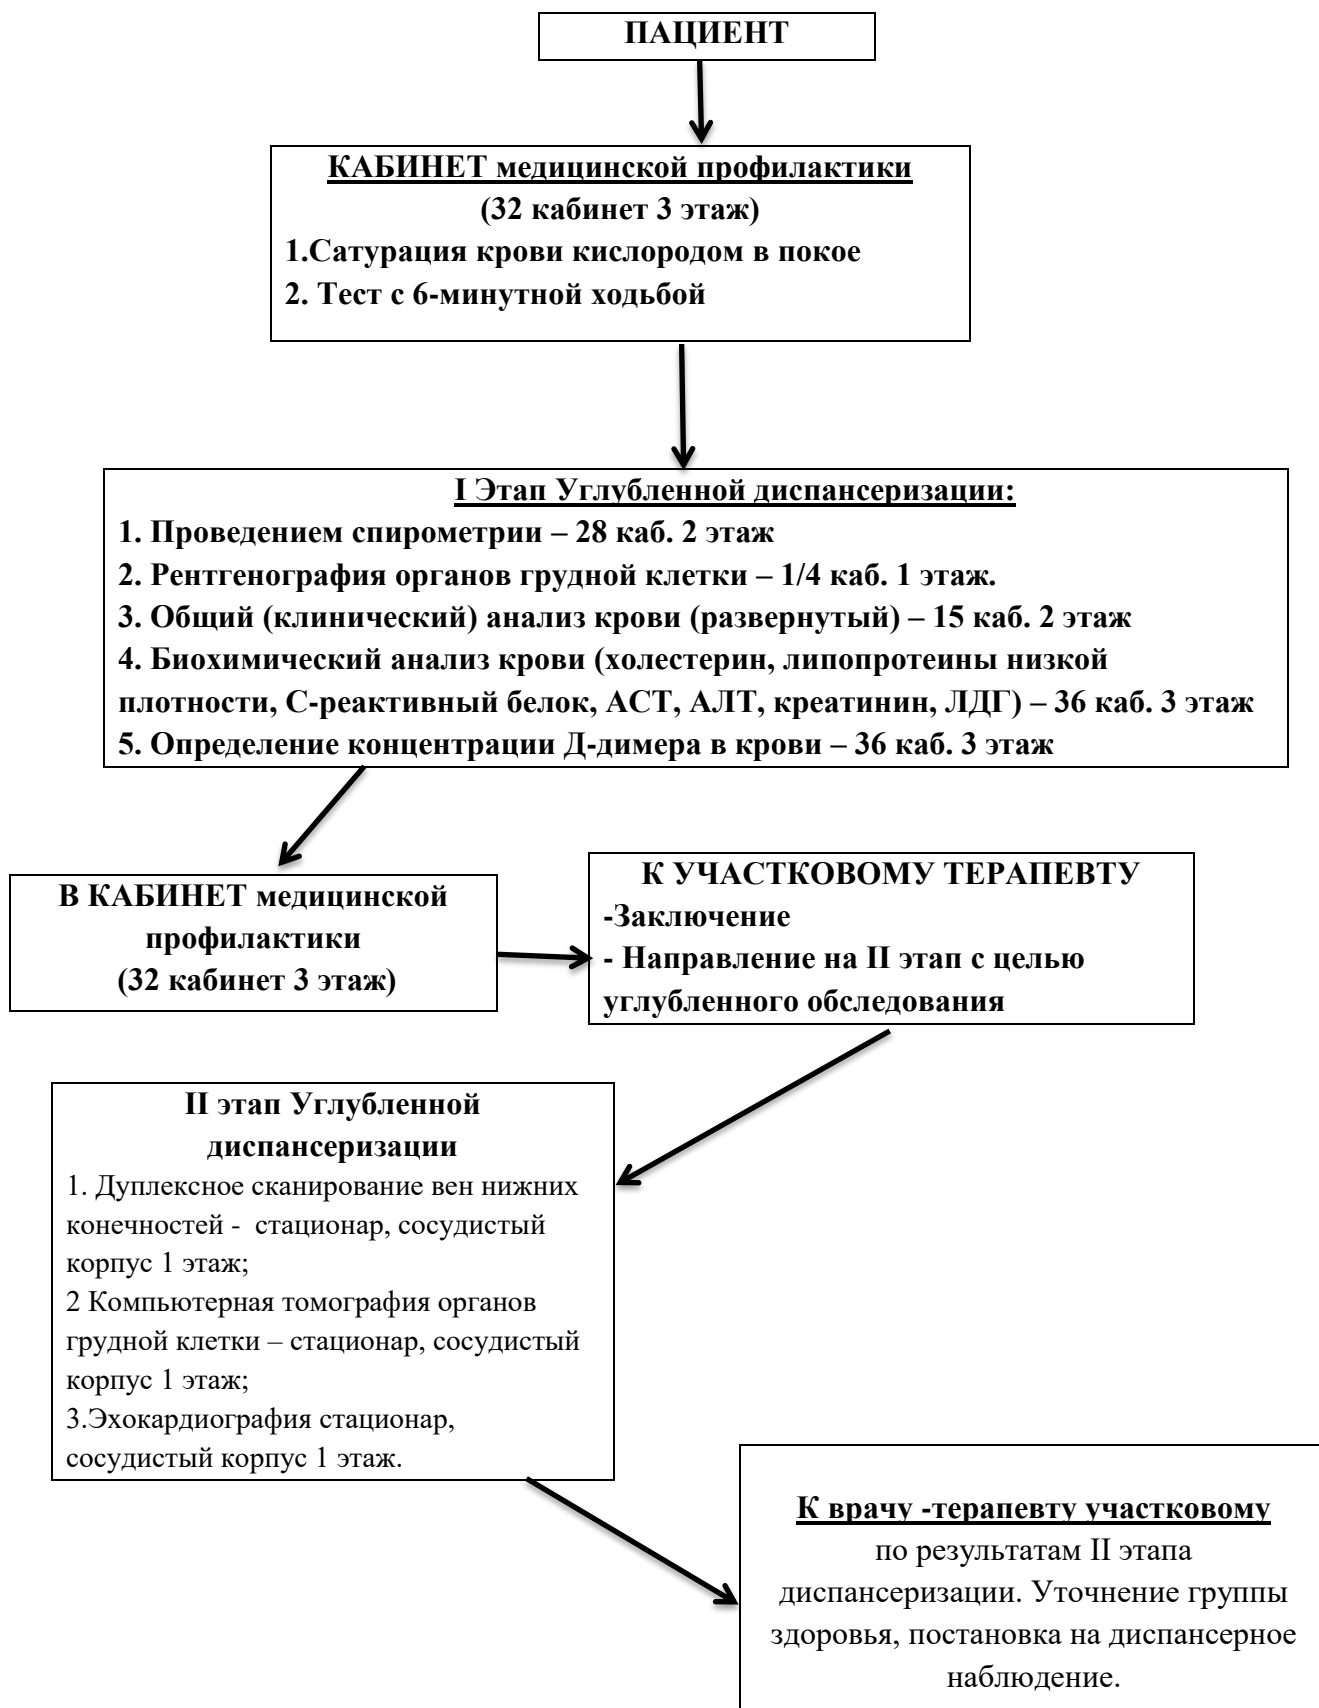 ПАЦИЕНТ
КАБИНЕТ медицинской профилактики
(32 кабинет 3 этаж)
1.Сатурация крови кислородом в покое
2. Тест с 6-минутной ходьбой
I Этап Углубленной диспансеризации:
1. Проведением спирометрии – 28 каб. 2 этаж
2. Рентгенография органов грудной клетки – 1/4 каб. 1 этаж.
3. Общий (клинический) анализ крови (развернутый) – 15 каб. 2 этаж
4. Биохимический анализ крови (холестерин, липопротеины низкой
плотности, С-реактивный белок, АСТ, АЛТ, креатинин, ЛДГ) – 36 каб. 3 этаж
5. Определение концентрации Д-димера в крови – 36 каб. 3 этаж
В КАБИНЕТ медицинской
профилактики
(32 кабинет 3 этаж)
К УЧАСТКОВОМУ ТЕРАПЕВТУ
-Заключение
- Направление на II этап с целью
углубленного обследования
II этап Углубленной
диспансеризации
1. Дуплексное сканирование вен нижних
конечностей - стационар, сосудистый
корпус 1 этаж;
2 Компьютерная томография органов
грудной клетки – стационар, сосудистый
корпус 1 этаж;
3.Эхокардиография стационар,
сосудистый корпус 1 этаж.
К врачу -терапевту участковому
по результатам II этапа
диспансеризации. Уточнение группы
здоровья, постановка на диспансерное
наблюдение.